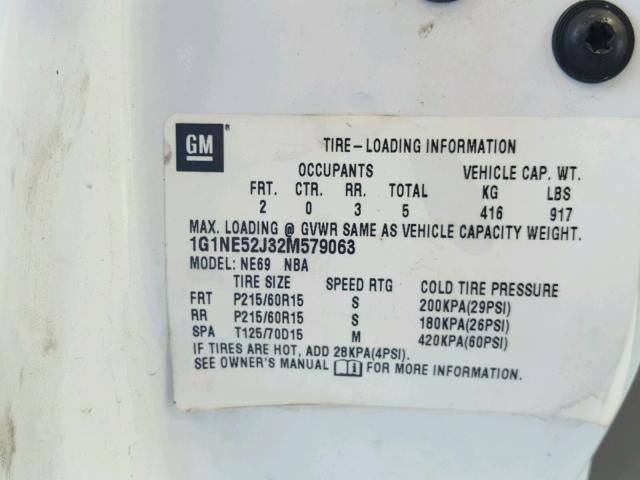 GM® TIRE-LOADING INFORMATION
OCCUPANTS VEHICLE CAP. WT.
FRT. CTR. RR. TOTAL KG LBS
2 0 3 5 416 917
MAX. LOADING @ GVWR SAME AS VEHICLE CAPACITY WEIGHT.
1G1NE52J32M579063
MODEL: NE69 NBA
TIRE SIZE SPEED RTG COLD TIRE PRESSURE
FRT P215/60R15 S 200KPA(29PSI)
RR P215/60R15 S 180KPA(26PSI)
SPA T125/70D15 M 420KPA(60PSI)
IF TIRES ARE HOT, ADD 28KPA(4PSI).
SEE OWNER'S MANUAL FOR MORE INFORMATION.